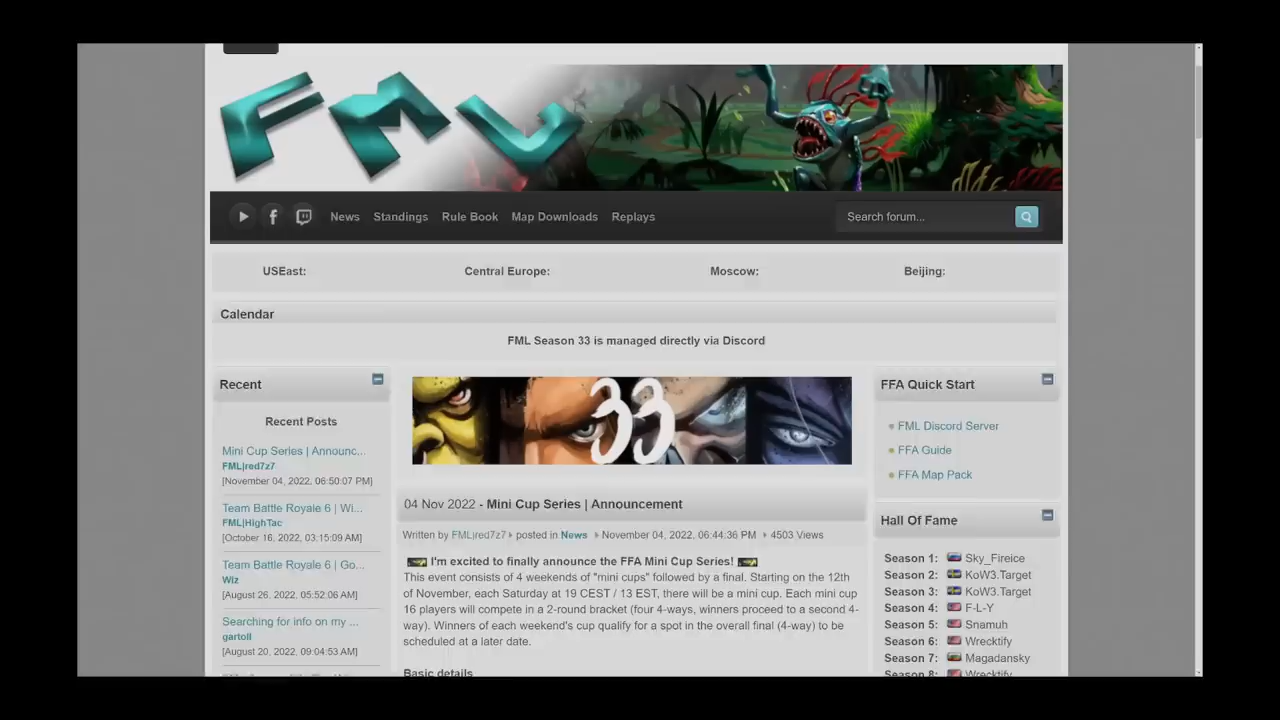 FML
News Standings Rule Book Map Downloads Replays Search forum...
USEast: Central Europe: Moscow: Beijing:
Calendar
FML Season 33 is managed directly via Discord
Recent
Recent Posts
Mini Cup Series | Announc...
FML|red7z7
[November 04, 2022, 06:50:07 PM]
Team Battle Royale 6 | Wi...
FML|HighTac
[October 16, 2022, 03:15:09 AM]
Team Battle Royale 6 | Go...
Wiz
[August 26, 2022, 05:52:06 AM]
Searching for info on my ...
gartoll
[August 20, 2022, 09:04:53 AM]
33
04 Nov 2022 - Mini Cup Series | Announcement
Written by FML|red7z7 posted in News November 04, 2022, 06:44:36 PM 4503 Views
I'm excited to finally announce the FFA Mini Cup Series!
This event consists of 4 weekends of "mini cups" followed by a final. Starting on the 12th
of November, each Saturday at 19 CEST / 13 EST, there will be a mini cup. Each mini cup
16 players will compete in a 2-round bracket (four 4-ways, winners proceed to a second 4-
way). Winners of each weekend's cup qualify for a spot in the overall final (4-way) to be
scheduled at a later date.
Basic details
FFA Quick Start
FML Discord Server
FFA Guide
FFA Map Pack
Hall Of Fame
Season 1: Sky_Fireice
Season 2: KoW3.Target
Season 3: KoW3.Target
Season 4: F-L-Y
Season 5: Snamuh
Season 6: Wrecktify
Season 7: Magadansky
Season 8: Wrecktify